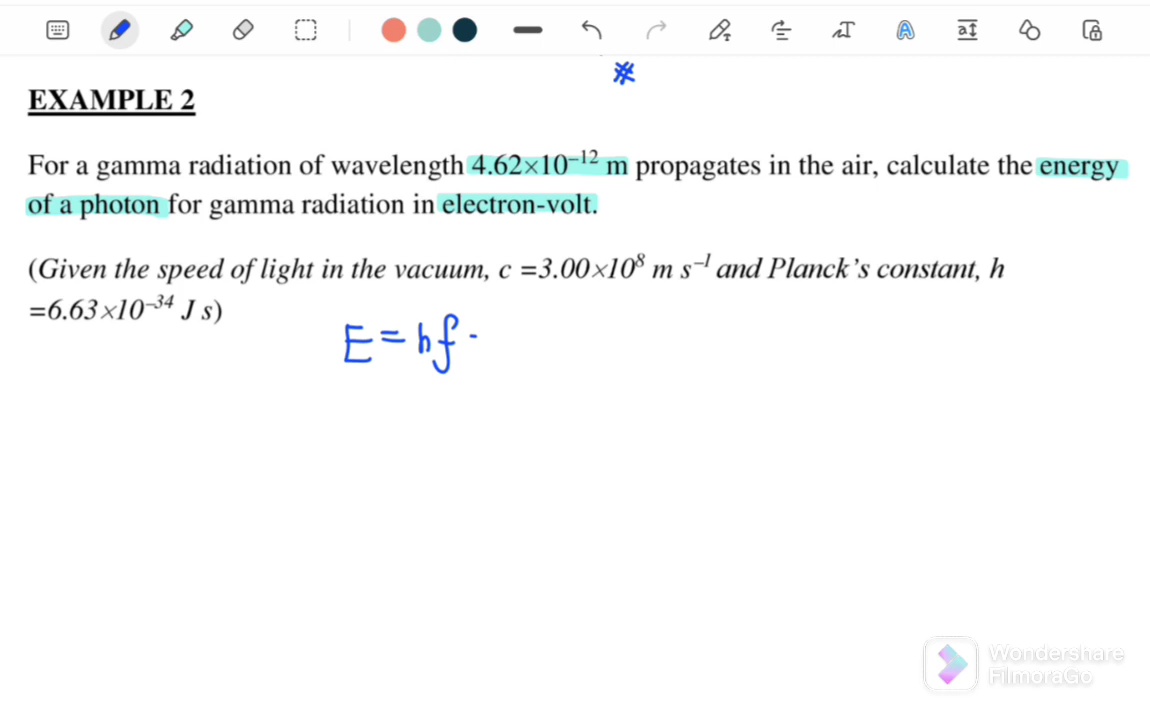 EXAMPLE 2
For a gamma radiation of wavelength 4.62×10⁻¹² m propagates in the air, calculate the energy
of a photon for gamma radiation in electron-volt.
(Given the speed of light in the vacuum, c =3.00×10⁸ m s⁻¹ and Planck's constant, h
=6.63×10⁻³⁴ J s)
E = hf -
Wondershare
FilmoraGo